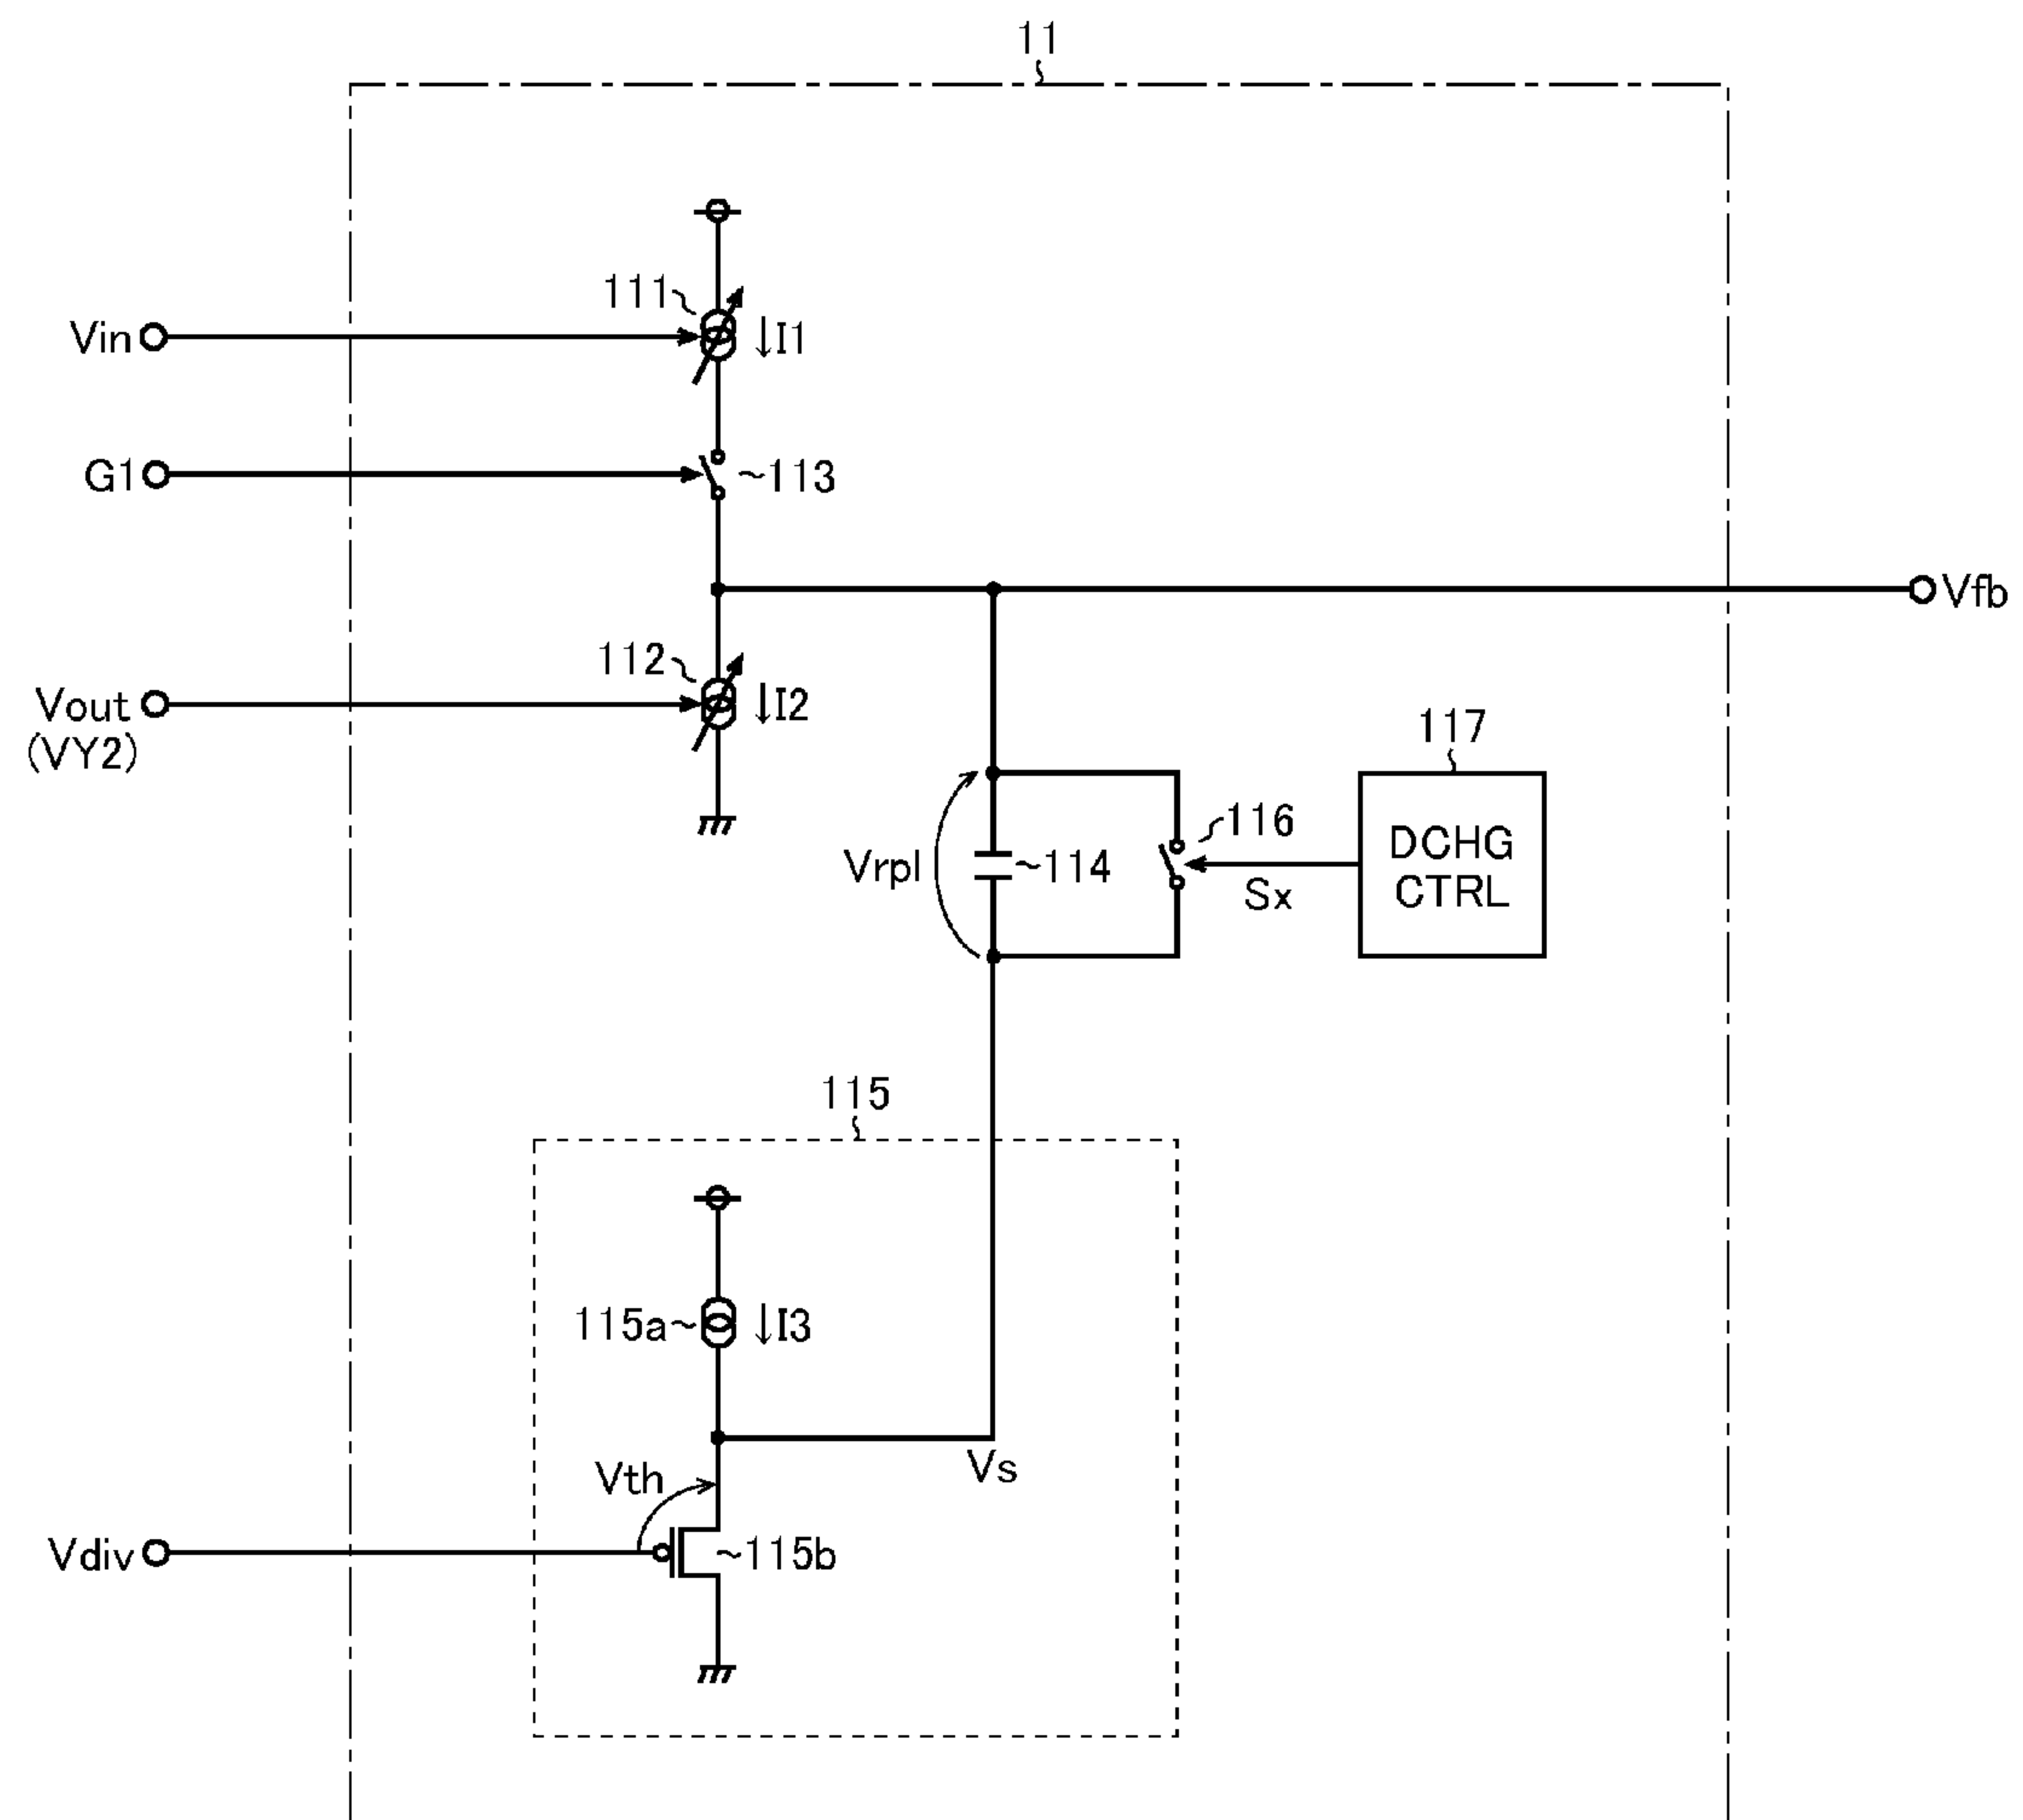 11
111
Vin
↓I1
G1
~113
Vfb
112
Vout
(VY2)
↓I2
117
116
Vrpl
~114
DCHG
CTRL
Sx
115
115a~
↓I3
Vth
Vs
Vdiv
~115b